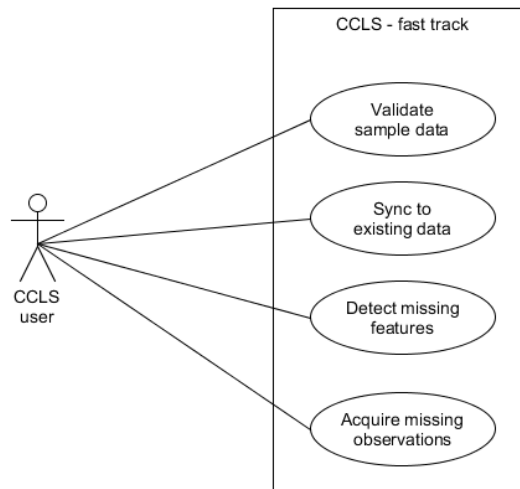 CCLS - fast track
Validate
sample data
Sync to
existing data
Detect missing
features
Acquire missing
observations
CCLS
user